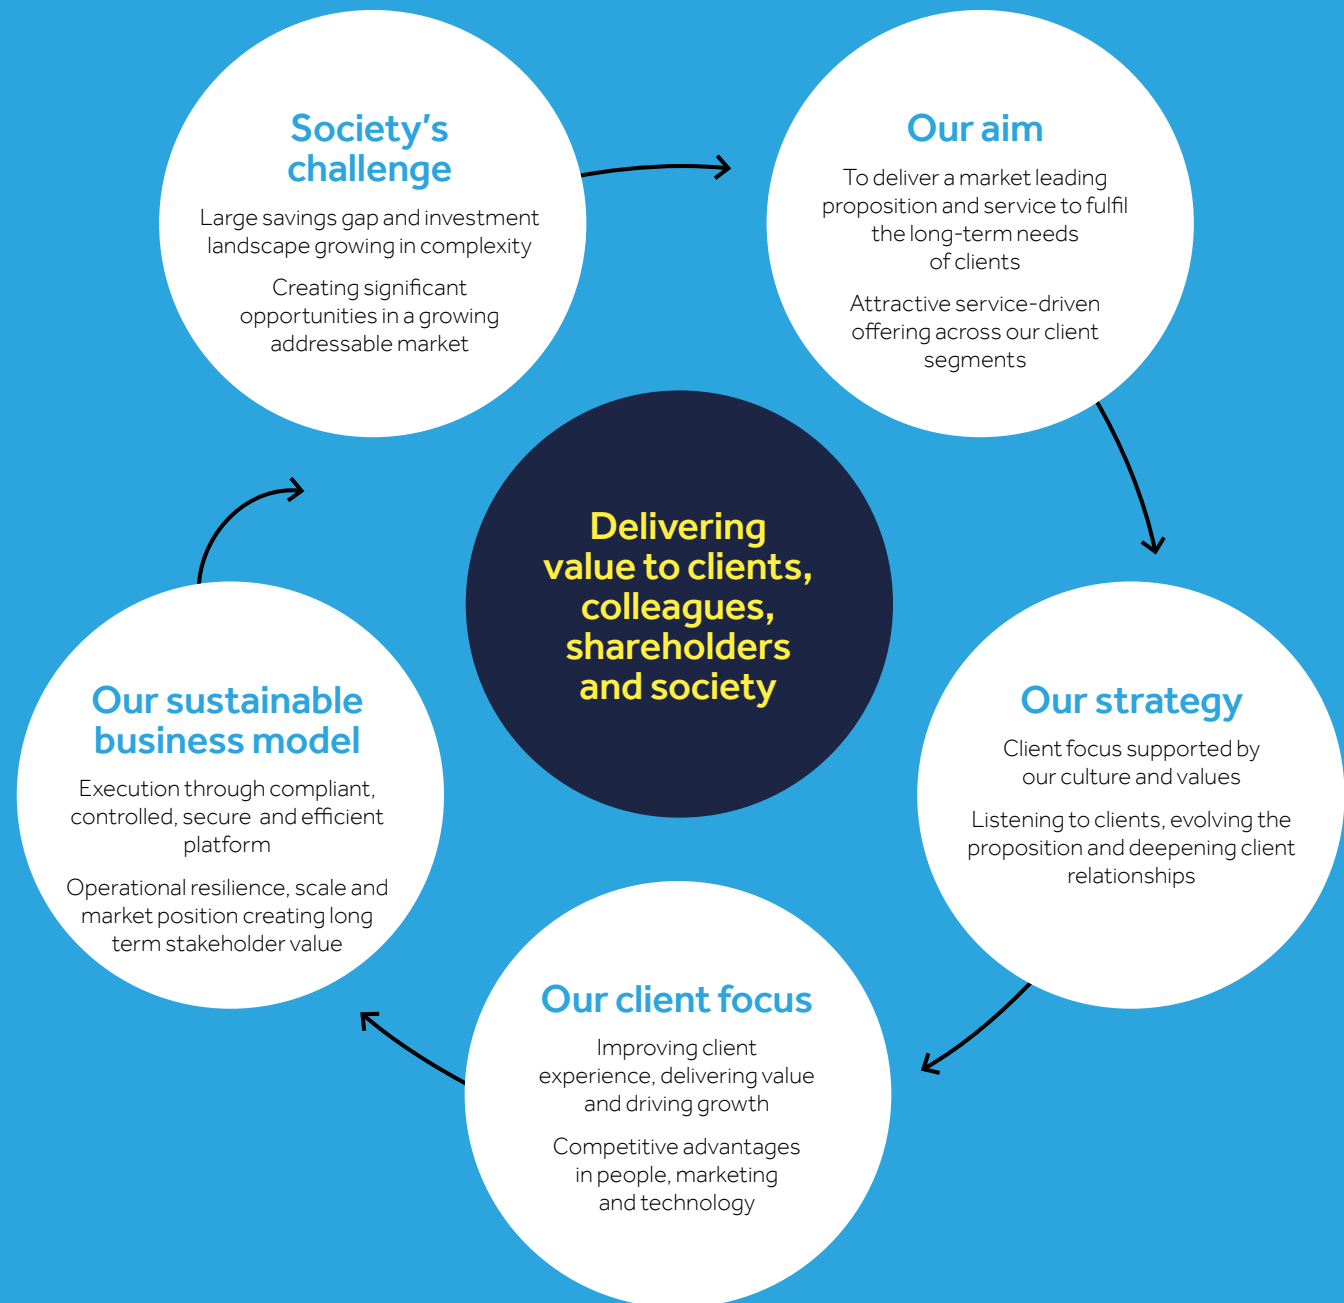 Society's
challenge
Large savings gap and investment
landscape growing in complexity
Creating significant
opportunities in a growing
addressable market
Our aim
To deliver a market leading
proposition and service to fulfil
the long-term needs
of clients
Attractive service-driven
offering across our client
segments
Delivering
value to clients,
colleagues,
shareholders
and society
Our strategy
Client focus supported by
our culture and values
Listening to clients, evolving the
proposition and deepening client
relationships
Our client focus
Improving client
experience, delivering value
and driving growth
Competitive advantages
in people, marketing
and technology
Our sustainable
business model
Execution through compliant,
controlled, secure and efficient
platform
Operational resilience, scale and
market position creating long
term stakeholder value